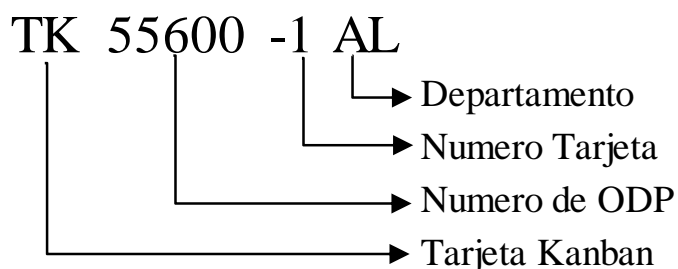 TK 55600 -1 AL
Departamento
Numero Tarjeta
Numero de ODP
Tarjeta Kanban